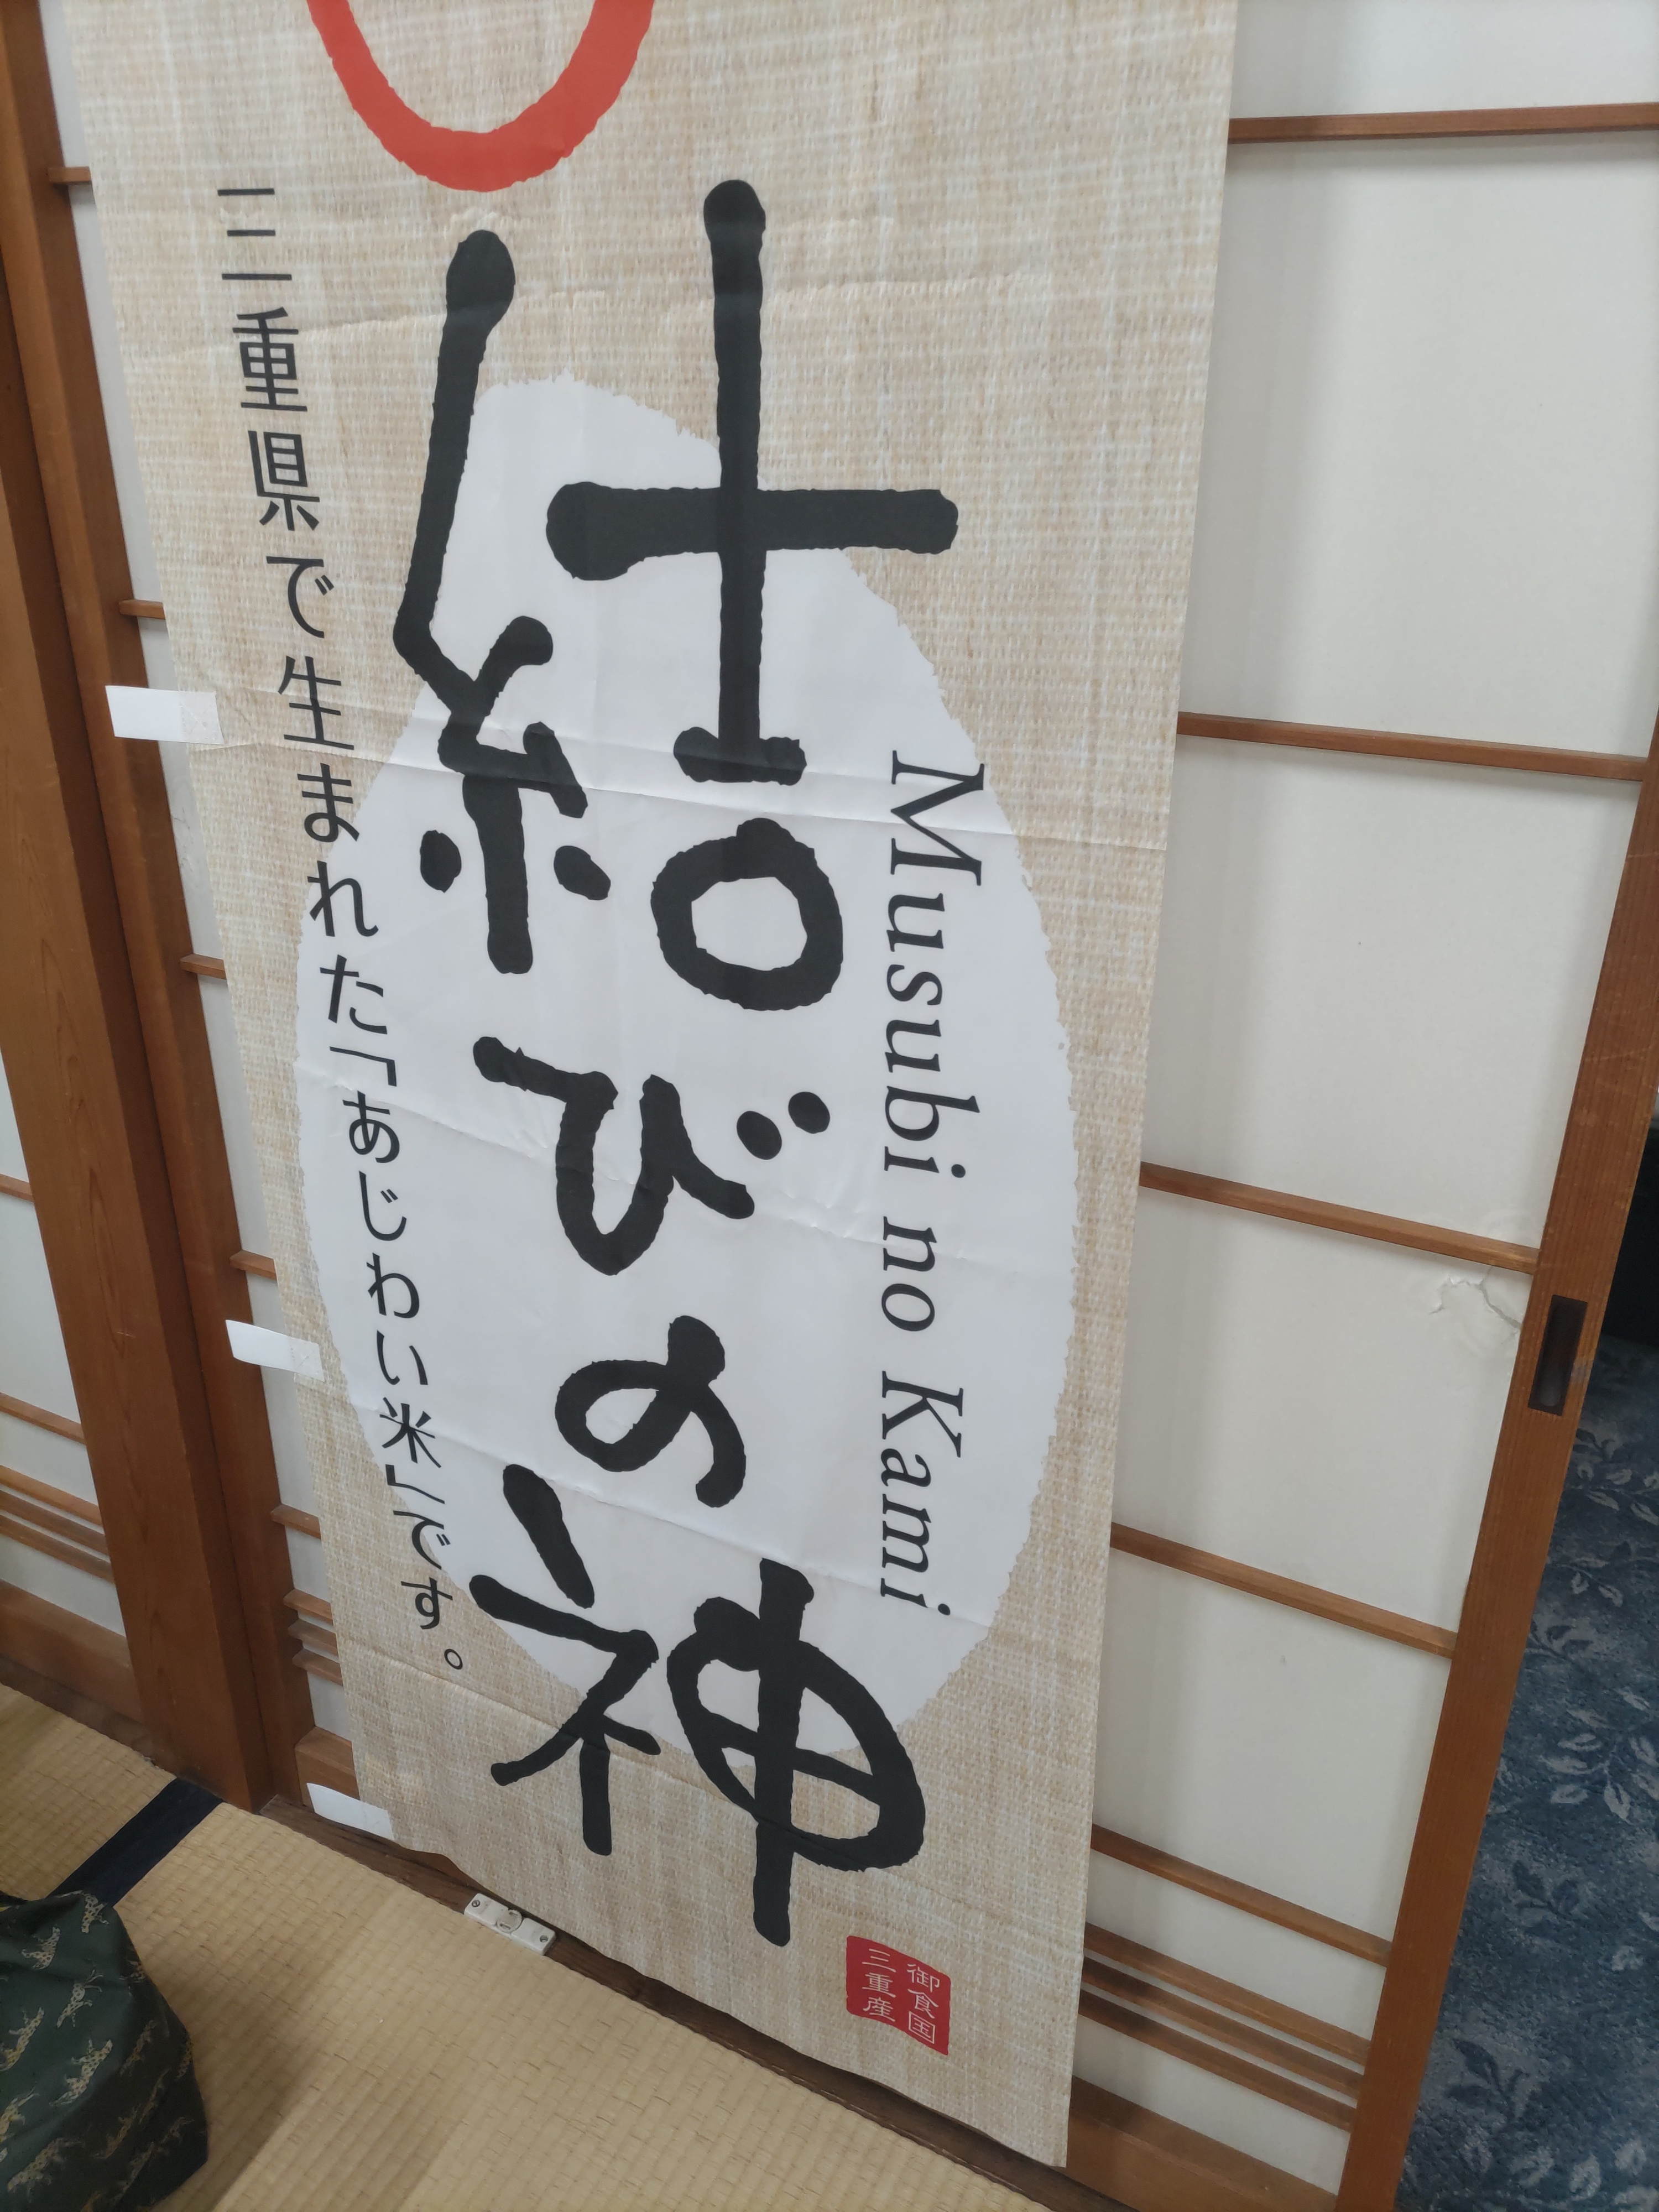 Musubi no Kami
結びの神
三重県で生まれた「あじわい米」です。
御食国
三重産